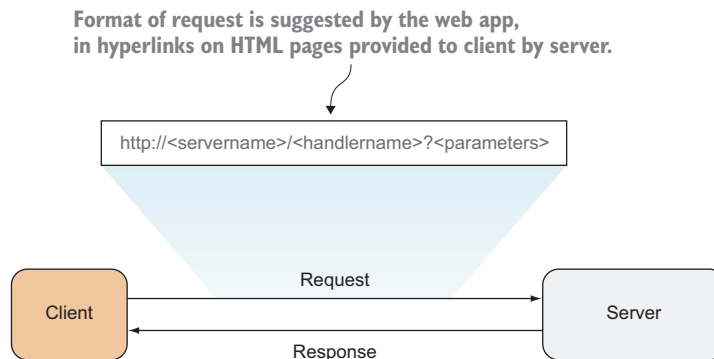 Format of request is suggested by the web app,
in hyperlinks on HTML pages provided to client by server.
http://<servername>/<handlername>?<parameters>
Request
Client
Server
Response